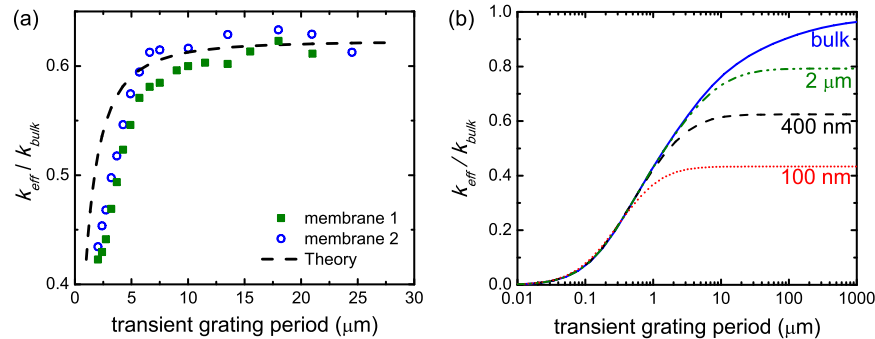 (a)
k_eff / k_bulk
0.6
0.5
0.4
0 5 10 15 20 25 30
transient grating period (μm)
membrane 1
membrane 2
Theory
(b)
k_eff / k_bulk
1.0
0.8
0.6
0.4
0.2
0.0
0.01 0.1 1 10 100 1000
transient grating period (μm)
bulk
2 μm
400 nm
100 nm